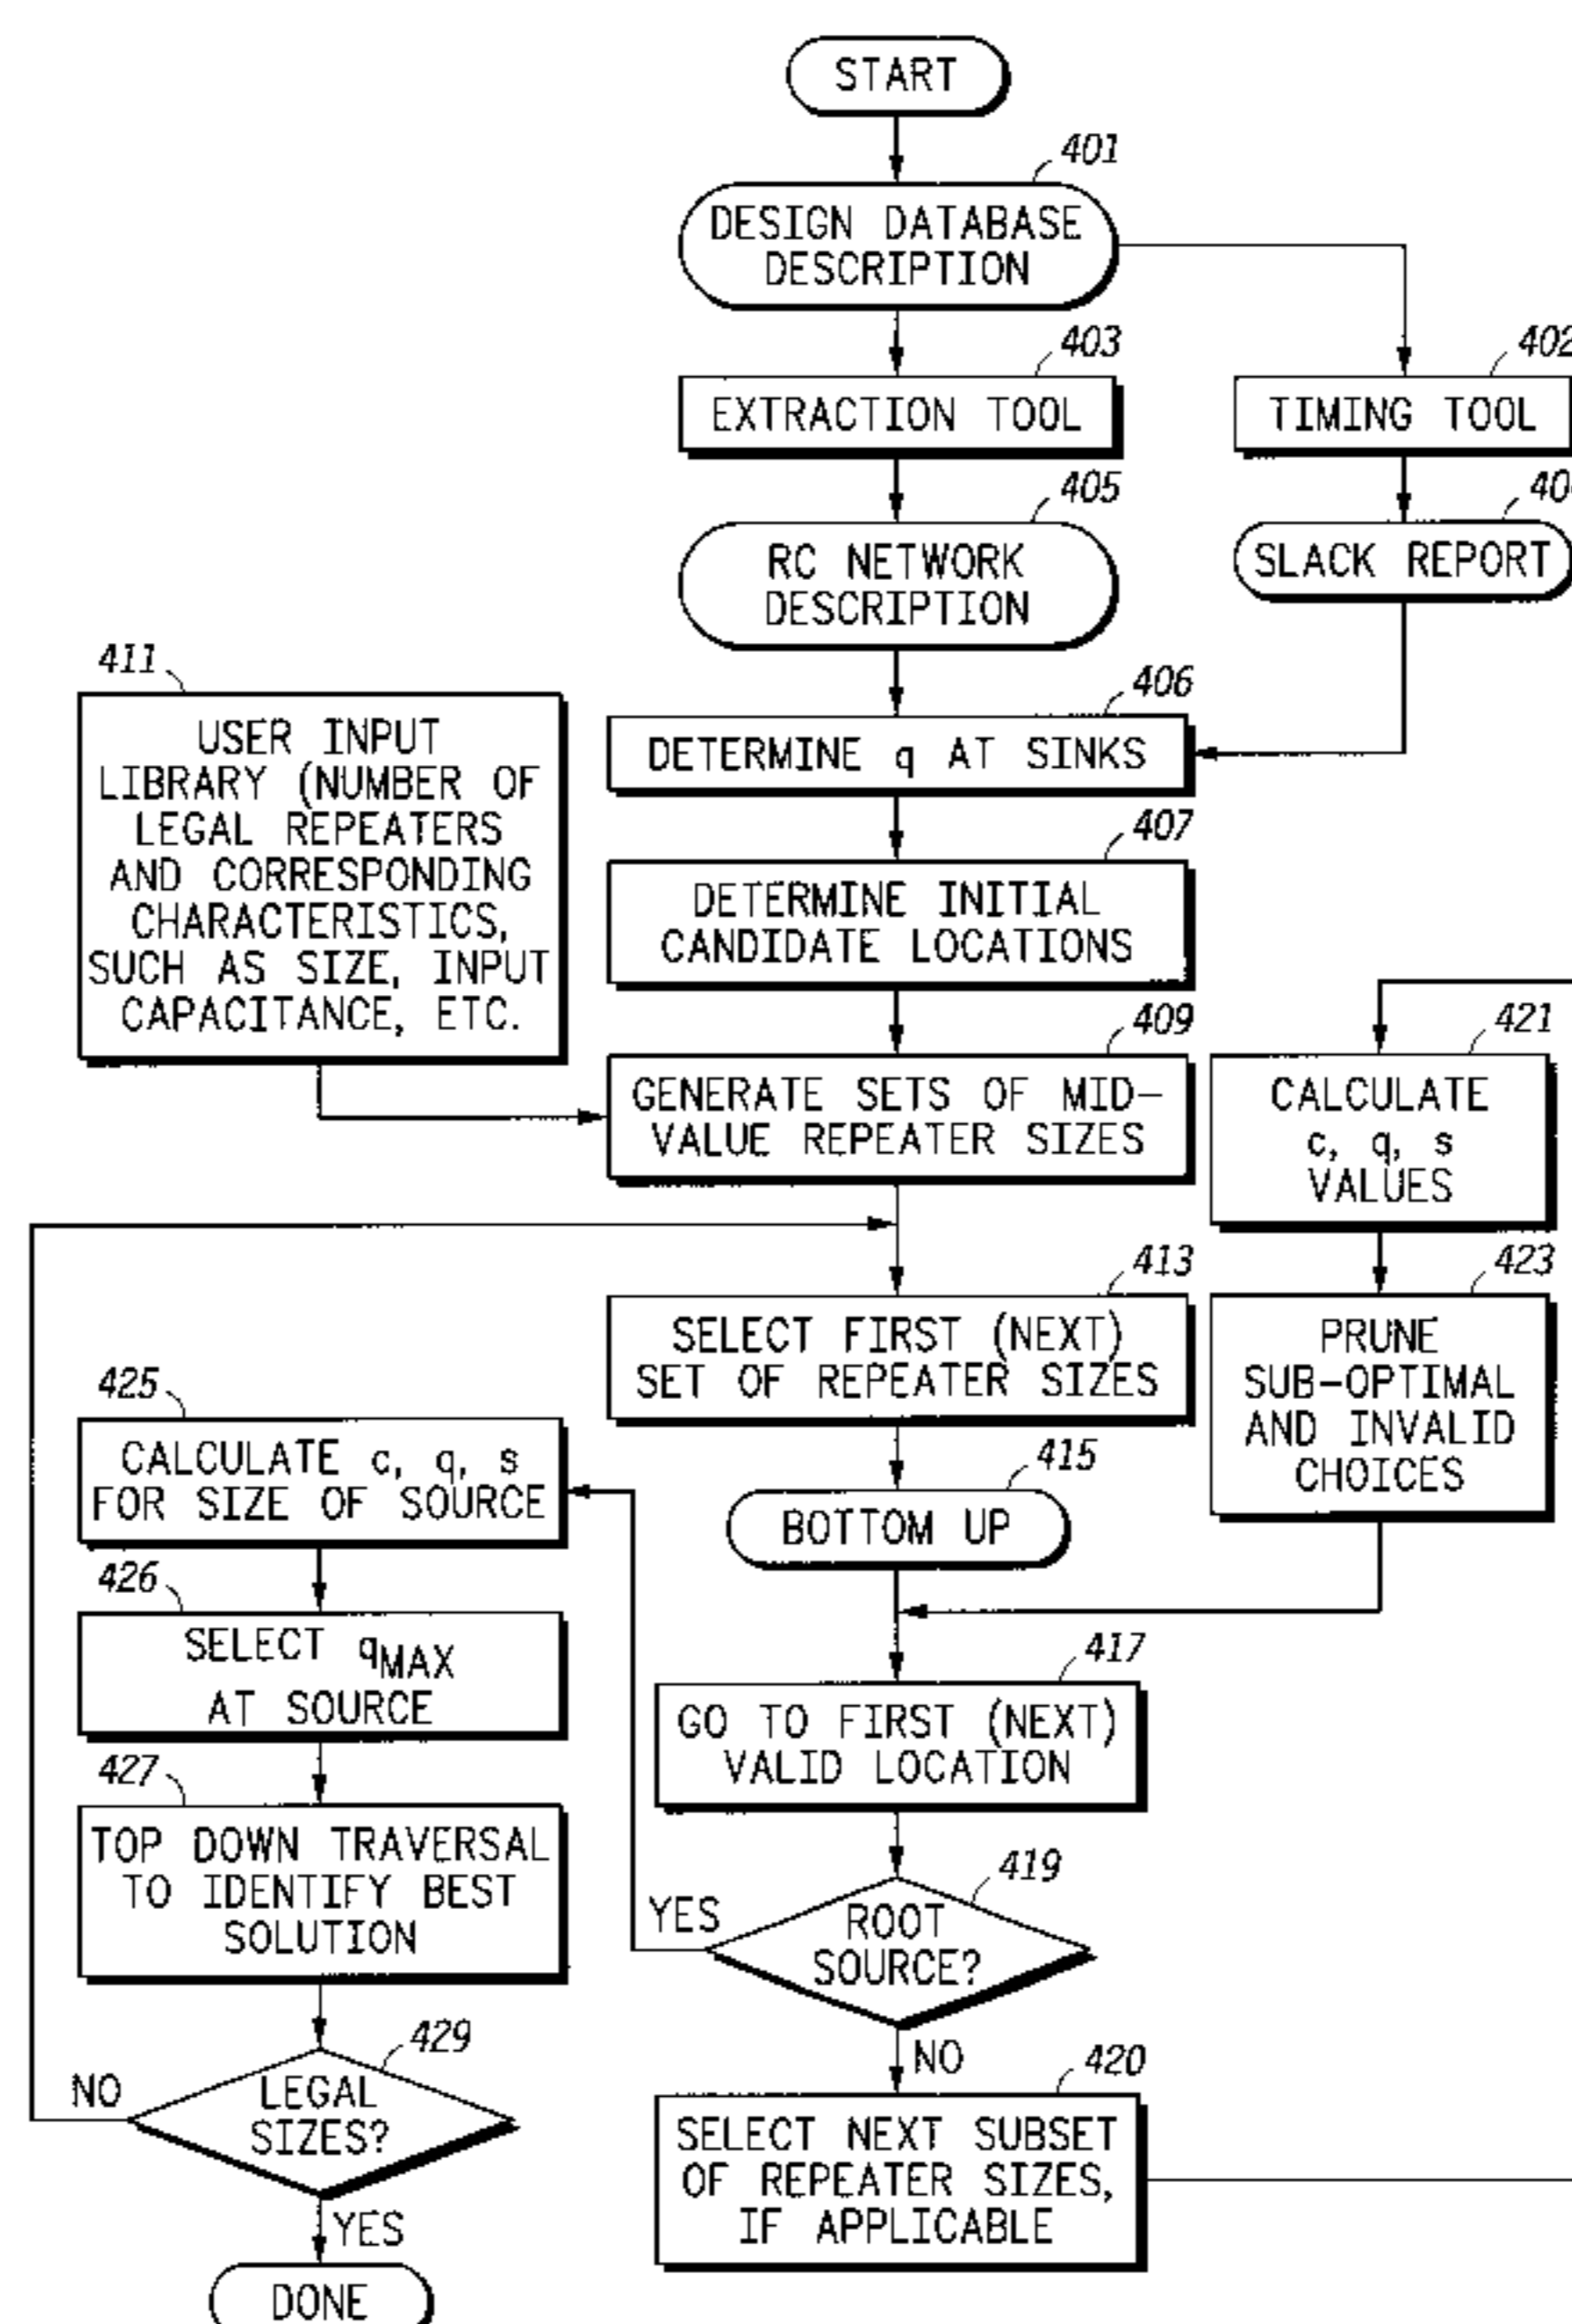 START
401
DESIGN DATABASE
DESCRIPTION
403
EXTRACTION TOOL
402
TIMING TOOL
405
RC NETWORK
DESCRIPTION
SLACK REPORT
411
USER INPUT
LIBRARY (NUMBER OF
LEGAL REPEATERS
AND CORRESPONDING
CHARACTERISTICS,
SUCH AS SIZE, INPUT
CAPACITANCE, ETC.
406
DETERMINE q AT SINKS
407
DETERMINE INITIAL
CANDIDATE LOCATIONS
409
GENERATE SETS OF MID-
VALUE REPEATER SIZES
421
CALCULATE
c, q, s
VALUES
413
SELECT FIRST (NEXT)
SET OF REPEATER SIZES
423
PRUNE
SUB-OPTIMAL
AND INVALID
CHOICES
425
CALCULATE c, q, s
FOR SIZE OF SOURCE
415
BOTTOM UP
426
SELECT qMAX
AT SOURCE
417
GO TO FIRST (NEXT)
VALID LOCATION
427
TOP DOWN TRAVERSAL
TO IDENTIFY BEST
SOLUTION
419
YES
ROOT
SOURCE?
NO
429
NO
LEGAL
SIZES?
YES
420
SELECT NEXT SUBSET
OF REPEATER SIZES,
IF APPLICABLE
DONE